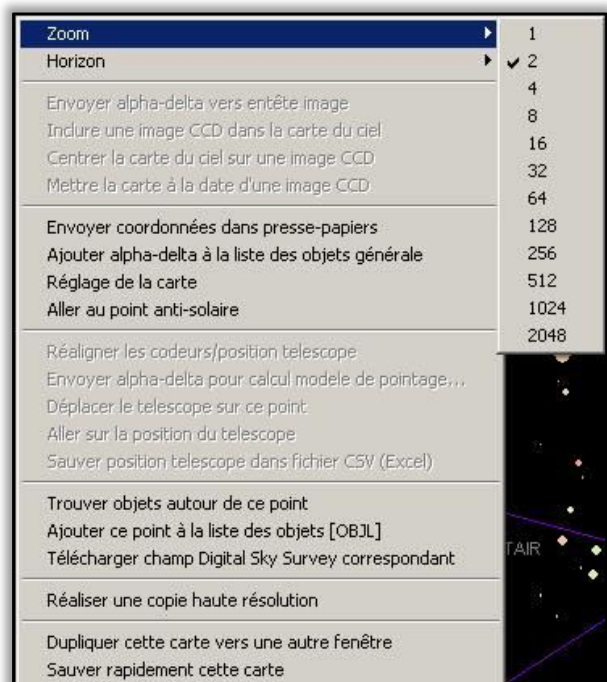 Zoom
Horizon
Envoyer alpha-delta vers entête image
Inclure une image CCD dans la carte du ciel
Centrer la carte du ciel sur une image CCD
Mettre la carte à la date d'une image CCD
Envoyer coordonnées dans presse-papiers
Ajouter alpha-delta à la liste des objets générale
Réglage de la carte
Aller au point anti-solaire
Réaligner les codeurs/position telescope
Envoyer alpha-delta pour calcul modele de pointage...
Déplacer le telescope sur ce point
Aller sur la position du telescope
Sauver position telescope dans fichier CSV (Excel)
Trouver objets autour de ce point
Ajouter ce point à la liste des objets [OBJL]
Télécharger champ Digital Sky Survey correspondant
Réaliser une copie haute résolution
Dupliquer cette carte vers une autre fenêtre
Sauver rapidement cette carte
1
2
4
8
16
32
64
128
256
512
1024
2048
TAIR